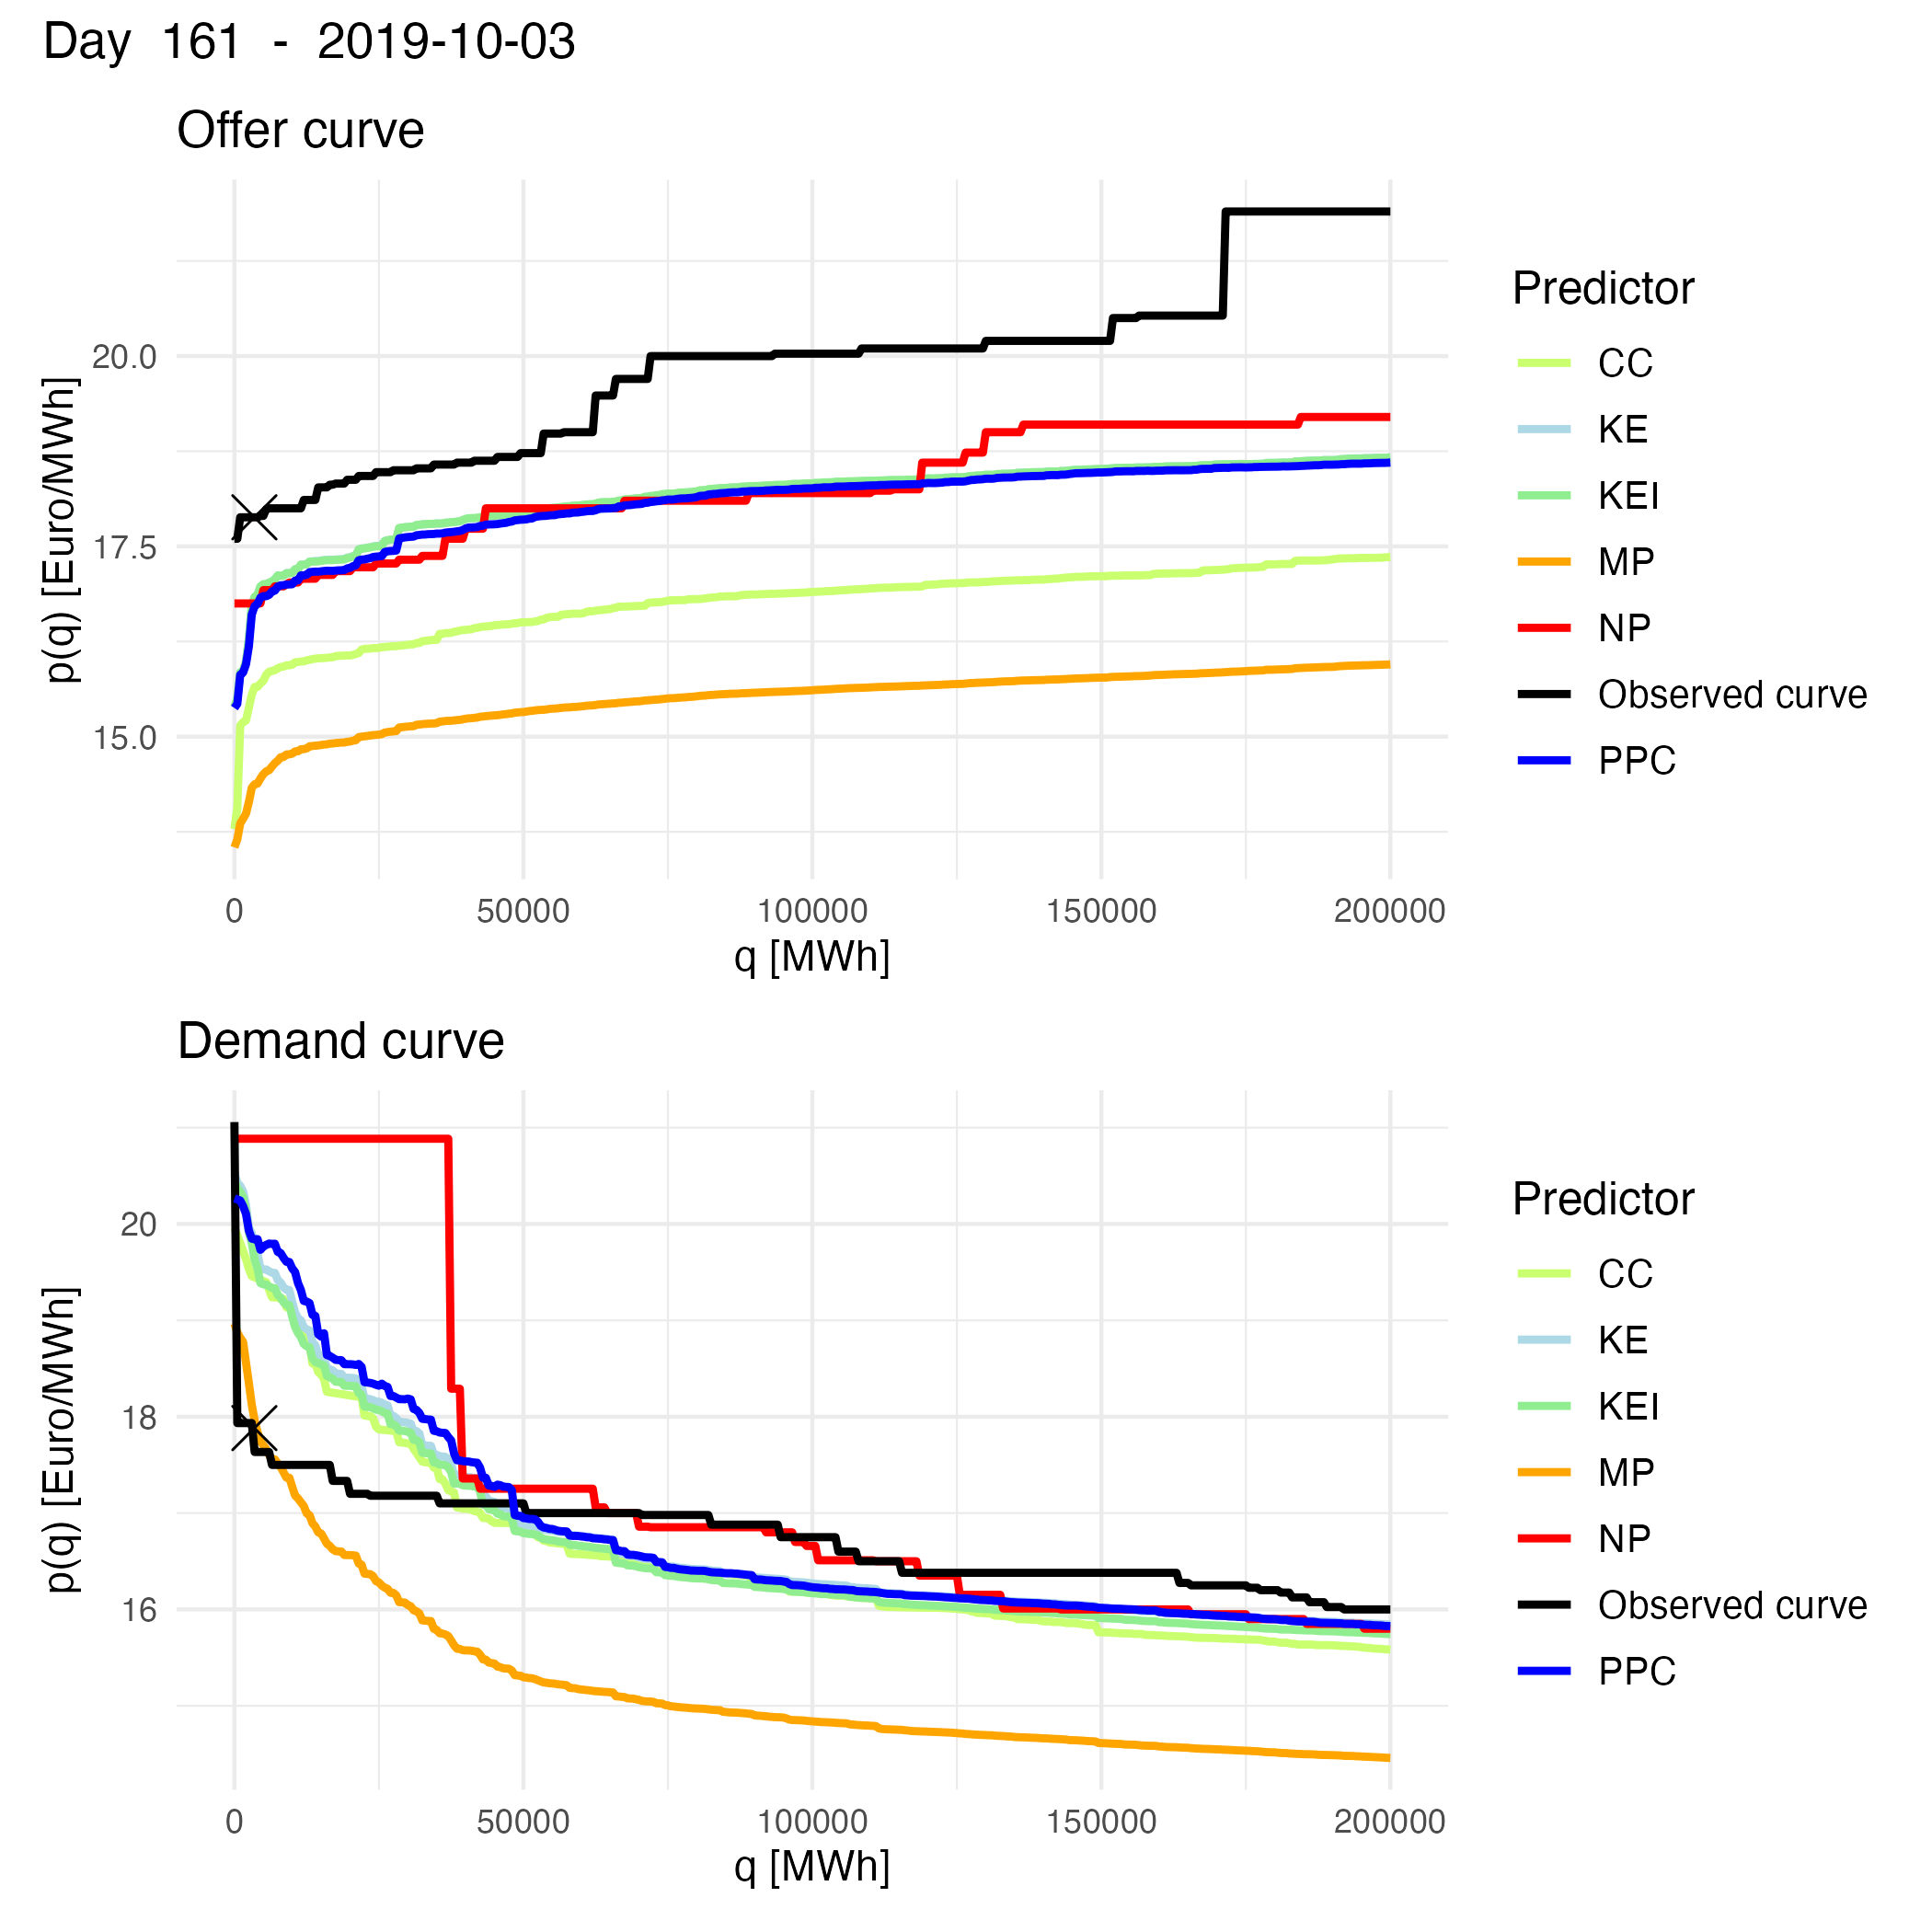 Day 161 - 2019-10-03
Offer curve
p(q) [Euro/MWh]
20.0
17.5
15.0
0 50000 100000 150000 200000
q [MWh]
Predictor
CC
KE
KEI
MP
NP
Observed curve
PPC
Demand curve
p(q) [Euro/MWh]
20
18
16
0 50000 100000 150000 200000
q [MWh]
Predictor
CC
KE
KEI
MP
NP
Observed curve
PPC